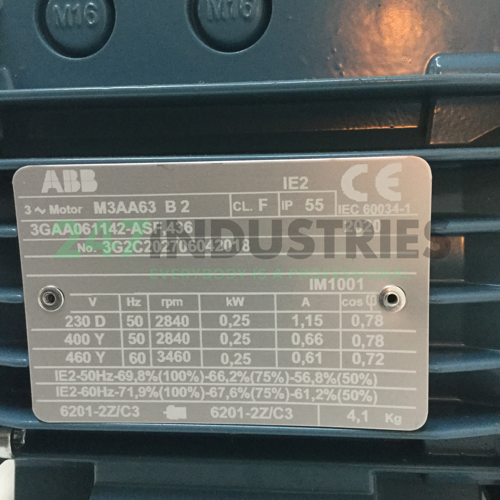 M16
M16
ABB
IE2
CE
3 ~ Motor M3AA63 B 2
CL. F
IP 55
IEC 60034-1
3GAA061142-ASF 436
2020
No. 3G2C202706042018
INDUSTRIES
IM1001
V Hz rpm kW A cosφ
230 D 50 2840 0,25 1,15 0,78
400 Y 50 2840 0,25 0,66 0,78
460 Y 60 3460 0,25 0,61 0,72
IE2-50Hz-69,8%(100%)-66,2%(75%)-56,8%(50%)
IE2-60Hz-71,9%(100%)-67,6%(75%)-61,2%(50%)
6201-2Z/C3 6201-2Z/C3 4,1 Kg